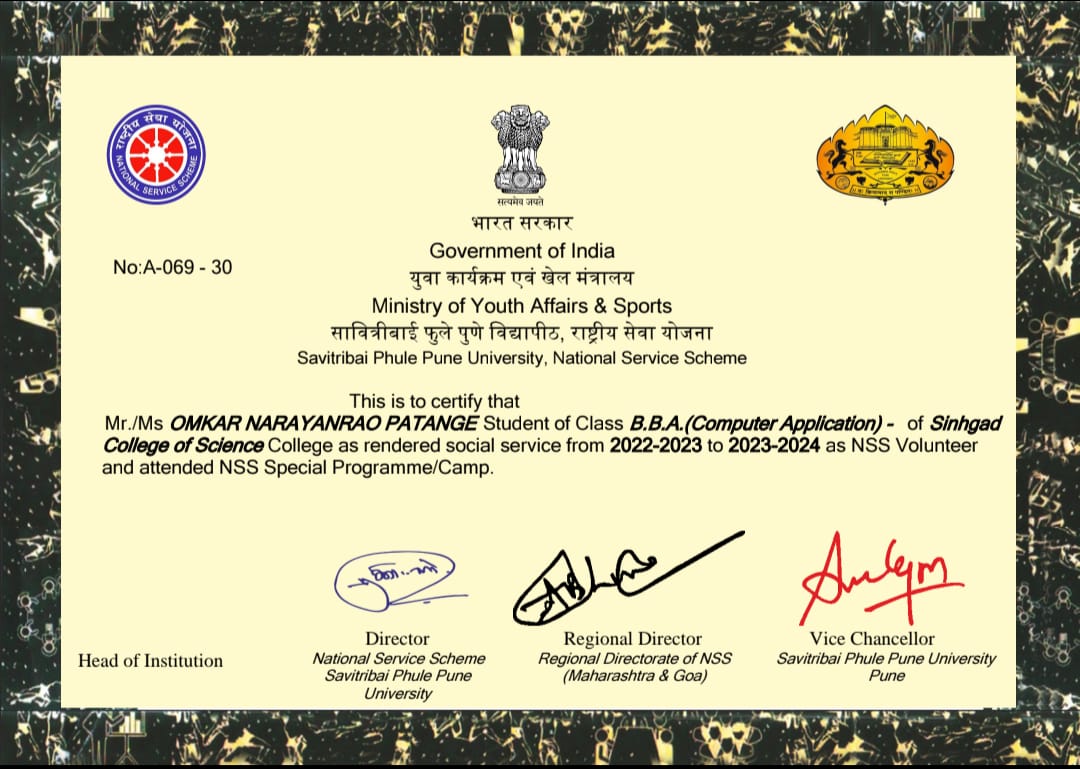 राष्ट्रीय सेवा योजना
NATIONAL SERVICE SCHEME
सत्यमेव जयते
भारत सरकार
Government of India
No:A-069 - 30
युवा कार्यक्रम एवं खेल मंत्रालय
Ministry of Youth Affairs & Sports
सावित्रीबाई फुले पुणे विद्यापीठ, राष्ट्रीय सेवा योजना
Savitribai Phule Pune University, National Service Scheme
This is to certify that
Mr./Ms OMKAR NARAYANRAO PATANGE Student of Class B.B.A.(Computer Application) - of Sinhgad
College of Science College as rendered social service from 2022-2023 to 2023-2024 as NSS Volunteer
and attended NSS Special Programme/Camp.
Head of Institution
Director
National Service Scheme
Savitribai Phule Pune
University
Regional Director
Regional Directorate of NSS
(Maharashtra & Goa)
Vice Chancellor
Savitribai Phule Pune University
Pune